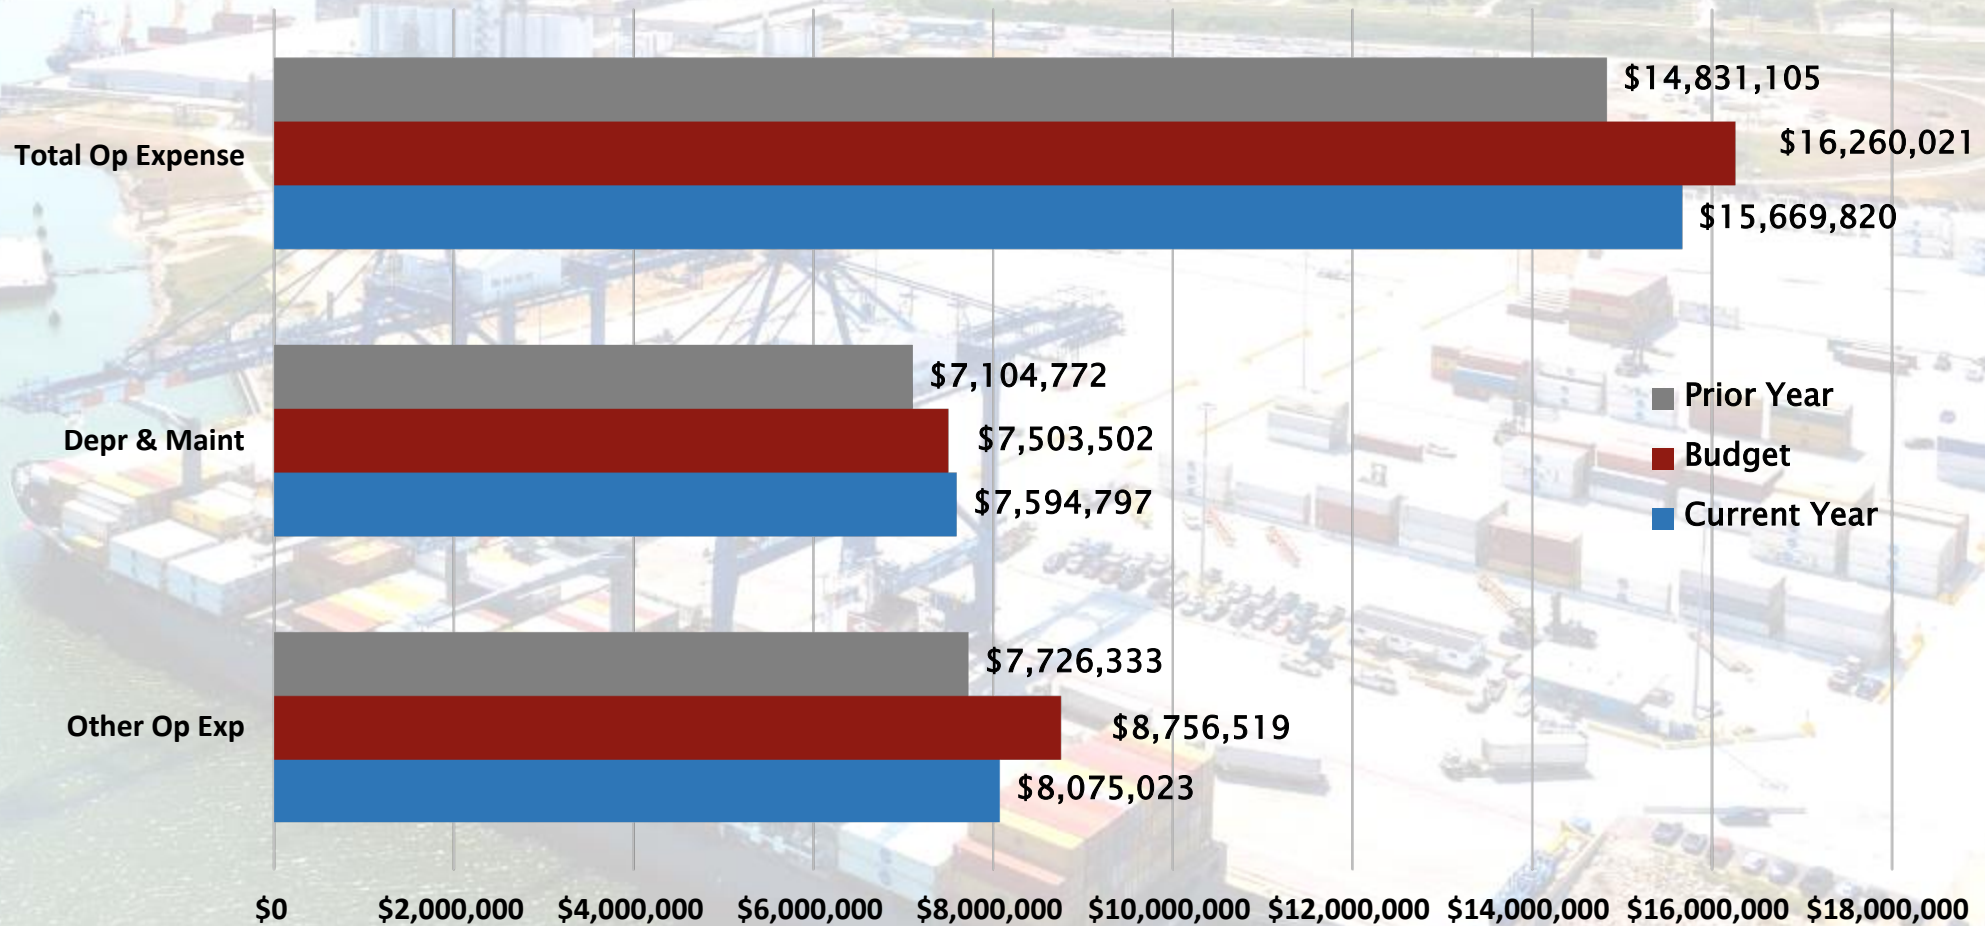 $14,831,105
$16,260,021
Total Op Expense
$15,669,820
$7,104,772
Depr & Maint
$7,503,502
$7,594,797
Prior Year
Budget
Current Year
$7,726,333
Other Op Exp
$8,756,519
$8,075,023
$0 $2,000,000 $4,000,000 $6,000,000 $8,000,000 $10,000,000 $12,000,000 $14,000,000 $16,000,000 $18,000,000